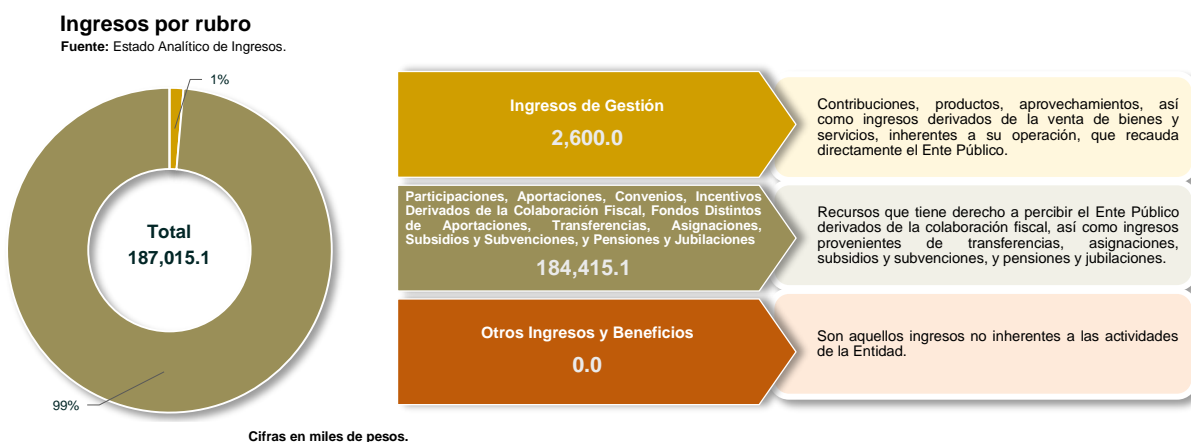 Ingresos por rubro
Fuente: Estado Analítico de Ingresos.
1%
Total
187,015.1
99%
Ingresos de Gestión
2,600.0
Contribuciones, productos, aprovechamientos, así
como ingresos derivados de la venta de bienes y
servicios, inherentes a su operación, que recauda
directamente el Ente Público.
Participaciones, Aportaciones, Convenios, Incentivos
Derivados de la Colaboración Fiscal, Fondos Distintos
de Aportaciones, Transferencias, Asignaciones,
Subsidios y Subvenciones, y Pensiones y Jubilaciones
184,415.1
Recursos que tiene derecho a percibir el Ente Público
derivados de la colaboración fiscal, así como ingresos
provenientes de transferencias, asignaciones,
subsidios y subvenciones, y pensiones y jubilaciones.
Otros Ingresos y Beneficios
0.0
Son aquellos ingresos no inherentes a las actividades
de la Entidad.
Cifras en miles de pesos.